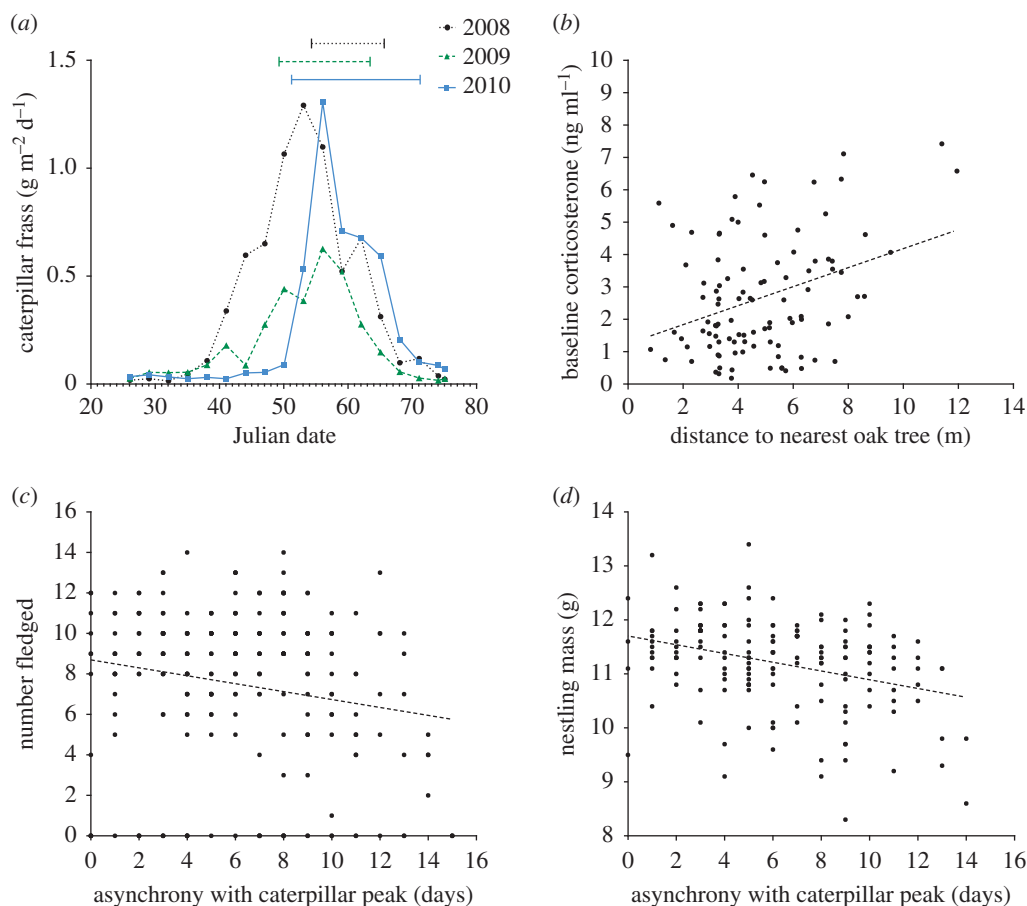 (a)
2008
2009
2010
1.5
1.0
0.5
0
caterpillar frass (g m⁻² d⁻¹)
20 30 40 50 60 70 80
Julian date
(b)
10
9
8
7
6
5
4
3
2
1
0
baseline corticosterone (ng ml⁻¹)
0 2 4 6 8 10 12 14
distance to nearest oak tree (m)
(c)
16
14
12
10
8
6
4
2
0
number fledged
0 2 4 6 8 10 12 14 16
asynchrony with caterpillar peak (days)
(d)
14
13
12
11
10
9
8
nestling mass (g)
0 2 4 6 8 10 12 14 16
asynchrony with caterpillar peak (days)